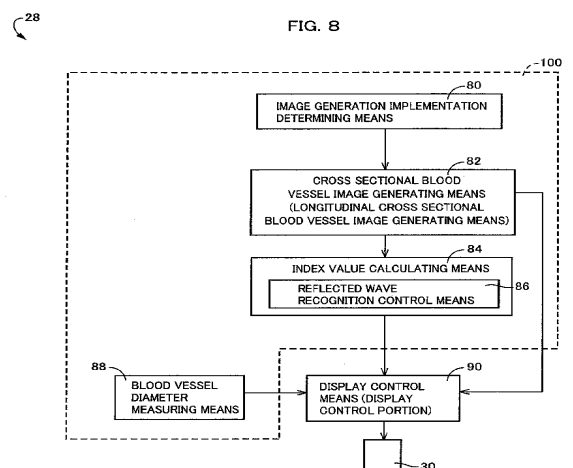 28
FIG. 8
100
80
IMAGE GENERATION IMPLEMENTATION
DETERMINING MEANS
82
CROSS SECTIONAL BLOOD
VESSEL IMAGE GENERATING MEANS
(LONGITUDINAL CROSS SECTIONAL
BLOOD VESSEL IMAGE GENERATING MEANS)
84
INDEX VALUE CALCULATING MEANS
86
REFLECTED WAVE
RECOGNITION CONTROL MEANS
88
BLOOD VESSEL
DIAMETER
MEASURING MEANS
90
DISPLAY CONTROL
MEANS (DISPLAY
CONTROL PORTION)
30